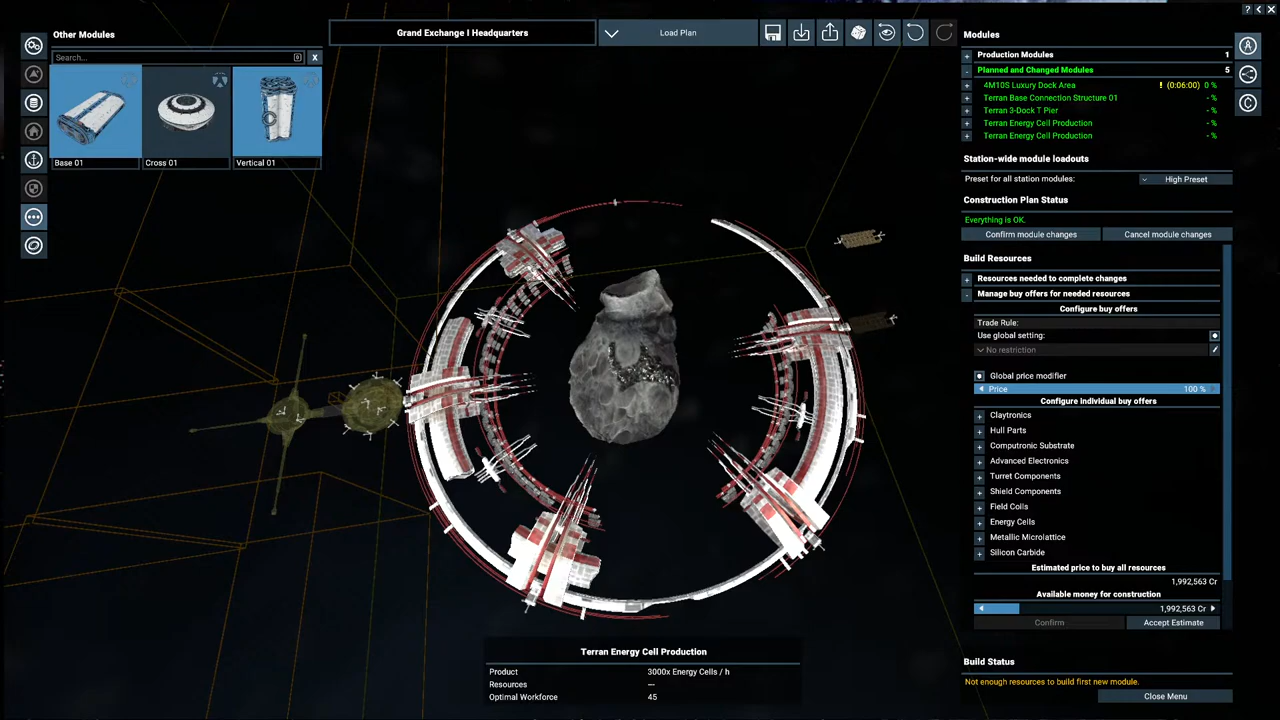 Other Modules
Search...
X
Base 01
Cross 01
Vertical 01
Grand Exchange I Headquarters
Load Plan
Modules
+ Production Modules 1
- Planned and Changed Modules 5
+ 4M10S Luxury Dock Area ! (0:06:00) 0 %
+ Terran Base Connection Structure 01 - %
+ Terran 3-Dock T Pier - %
+ Terran Energy Cell Production - %
+ Terran Energy Cell Production - %
Station-wide module loadouts
Preset for all station modules: High Preset
Construction Plan Status
Everything is OK.
Confirm module changes
Cancel module changes
Build Resources
+ Resources needed to complete changes
- Manage buy offers for needed resources
Configure buy offers
Trade Rule:
Use global setting:
No restriction
Global price modifier
Price 100 %
Configure individual buy offers
+ Claytronics
+ Hull Parts
+ Computronic Substrate
+ Advanced Electronics
+ Turret Components
+ Shield Components
+ Field Coils
+ Energy Cells
+ Metallic Microlattice
+ Silicon Carbide
Estimated price to buy all resources
1,992,563 Cr
Available money for construction
1,992,563 Cr
Confirm
Accept Estimate
Build Status
Not enough resources to build first new module.
Close Menu
Terran Energy Cell Production
Product 3000x Energy Cells / h
Resources ---
Optimal Workforce 45